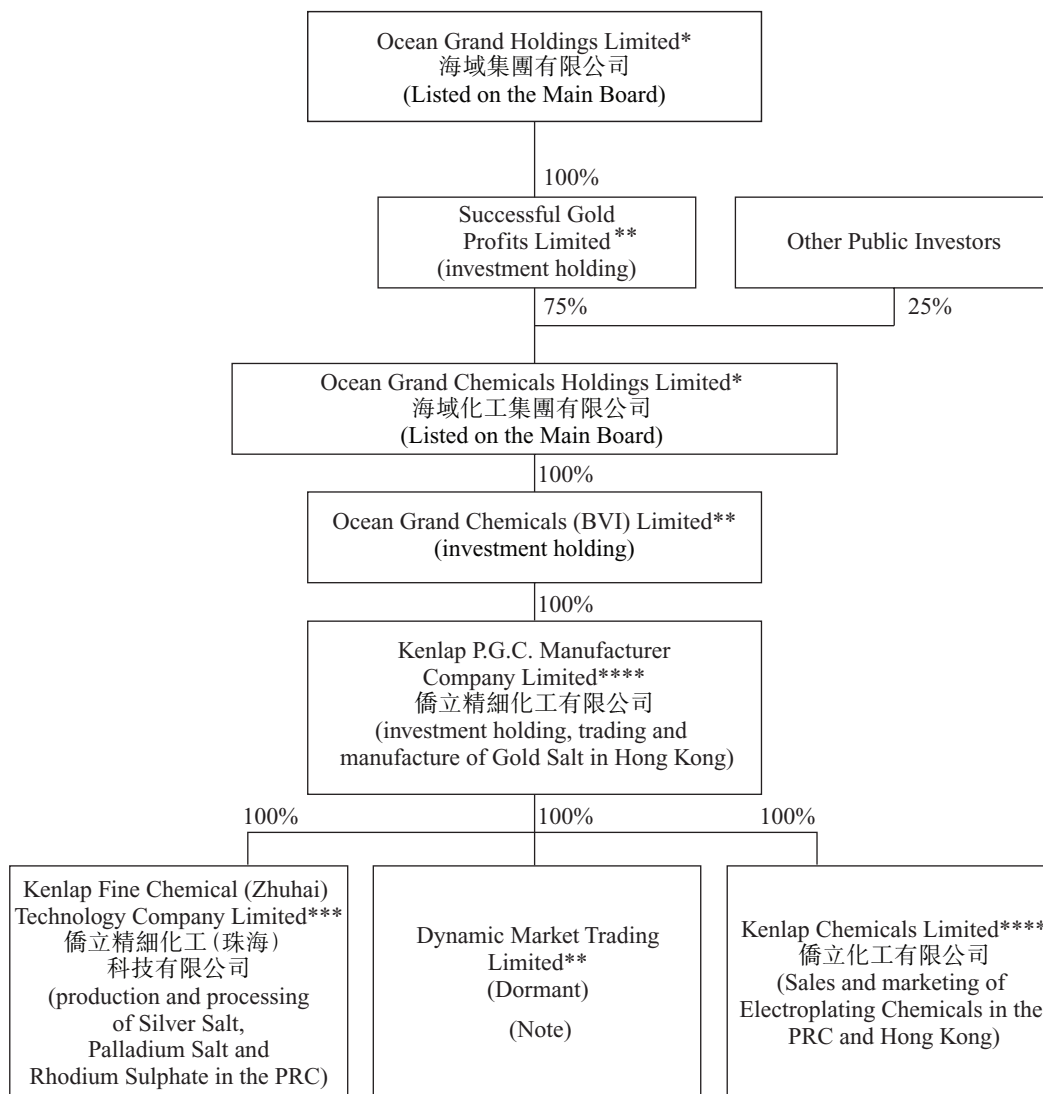 Ocean Grand Holdings Limited*
海域集團有限公司
(Listed on the Main Board)
100%
Successful Gold
Profits Limited**
(investment holding)
Other Public Investors
75%
25%
Ocean Grand Chemicals Holdings Limited*
海域化工集團有限公司
(Listed on the Main Board)
100%
Ocean Grand Chemicals (BVI) Limited**
(investment holding)
100%
Kenlap P.G.C. Manufacturer
Company Limited****
僑立精細化工有限公司
(investment holding, trading and
manufacture of Gold Salt in Hong Kong)
100%
100%
100%
Kenlap Fine Chemical (Zhuhai)
Technology Company Limited***
僑立精細化工(珠海)
科技有限公司
(production and processing
of Silver Salt,
Palladium Salt and
Rhodium Sulphate in the PRC)
Dynamic Market Trading
Limited**
(Dormant)
(Note)
Kenlap Chemicals Limited****
僑立化工有限公司
(Sales and marketing of
Electroplating Chemicals in the
PRC and Hong Kong)